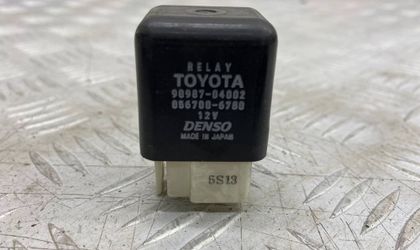 RELAY
TOYOTA
90987-04002
056700-6780
12V
DENSO
MADE IN JAPAN
6S13